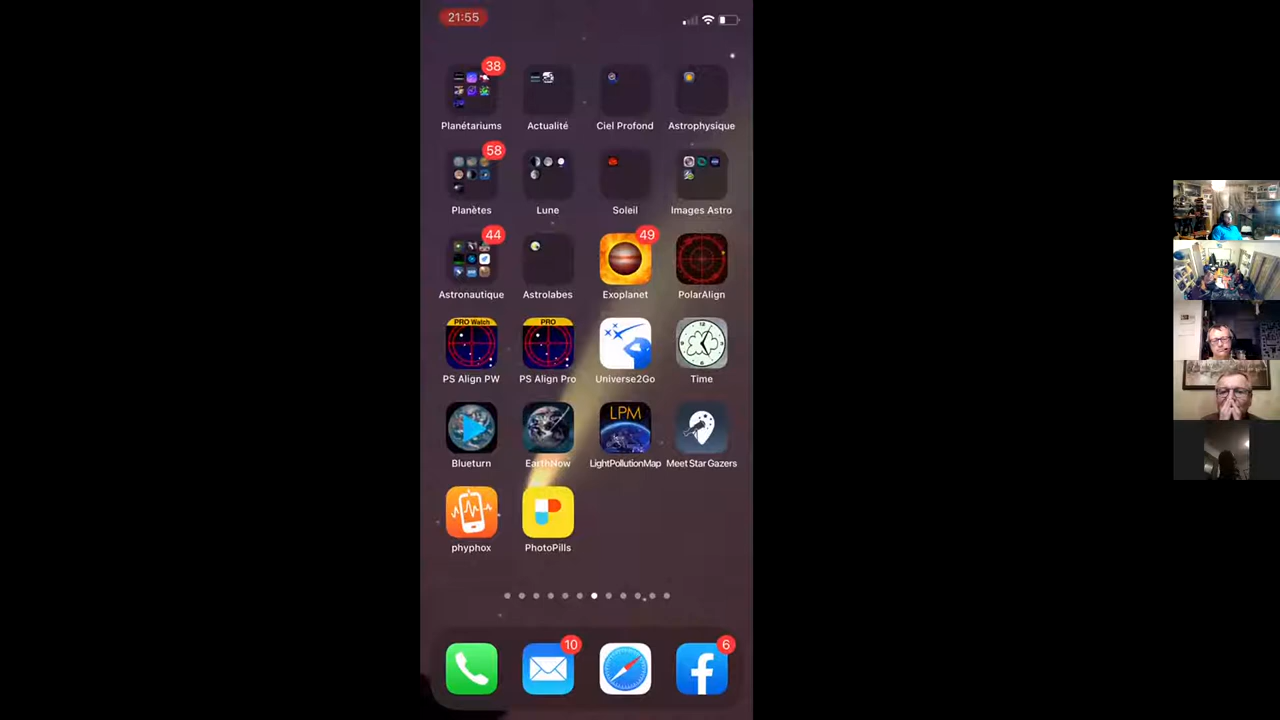 21:55
38
Planétariums
Actualité
Ciel Profond
Astrophysique
58
Planètes
Lune
Soleil
Images Astro
44
49
Astronautique
Astrolabes
Exoplanet
PolarAlign
PRO Watch
PRO
PS Align PW
PS Align Pro
Universe2Go
Time
LPM
Blueturn
EarthNow
LightPollutionMap
Meet Star Gazers
phyphox
PhotoPills
10
6